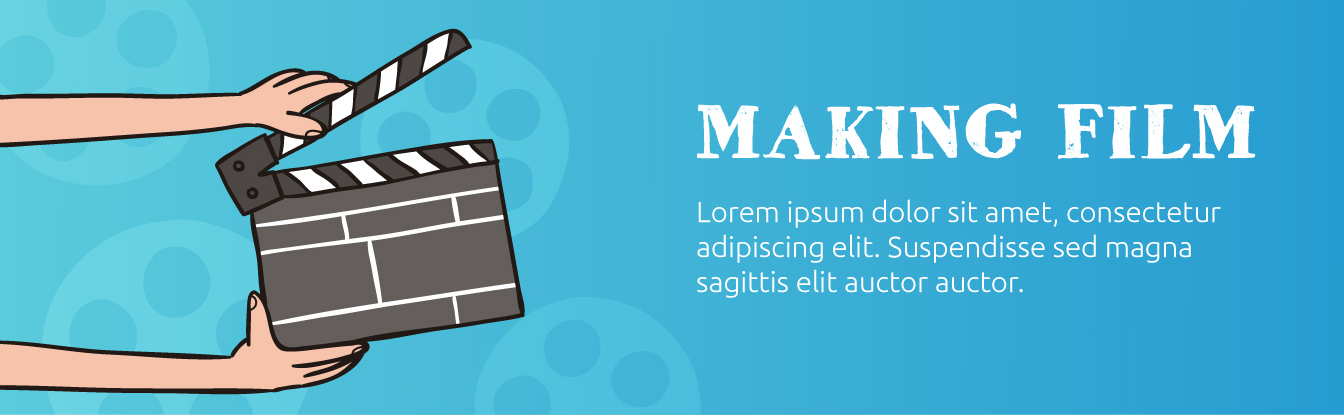 MAKING FILM
Lorem ipsum dolor sit amet, consectetur
adipiscing elit. Suspendisse sed magna
sagittis elit auctor auctor.